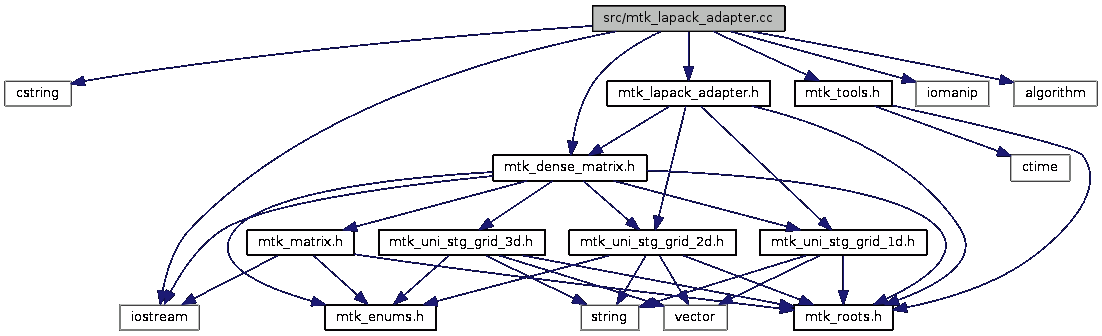 src/mtk_lapack_adapter.cc
cstring
mtk_lapack_adapter.h
mtk_tools.h
iomanip
algorithm
mtk_dense_matrix.h
ctime
mtk_matrix.h
mtk_uni_stg_grid_3d.h
mtk_uni_stg_grid_2d.h
mtk_uni_stg_grid_1d.h
iostream
mtk_enums.h
string
vector
mtk_roots.h